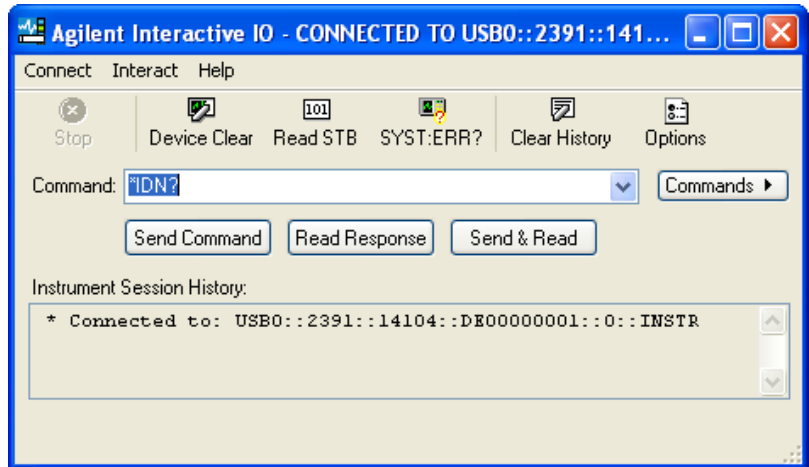 Agilent Interactive IO - CONNECTED TO USB0::2391::141...
Connect Interact Help
101
Stop Device Clear Read STB SYST:ERR? Clear History Options
Command: *IDN? Commands
Send Command Read Response Send & Read
Instrument Session History:
* Connected to: USB0::2391::14104::DE00000001::0::INSTR